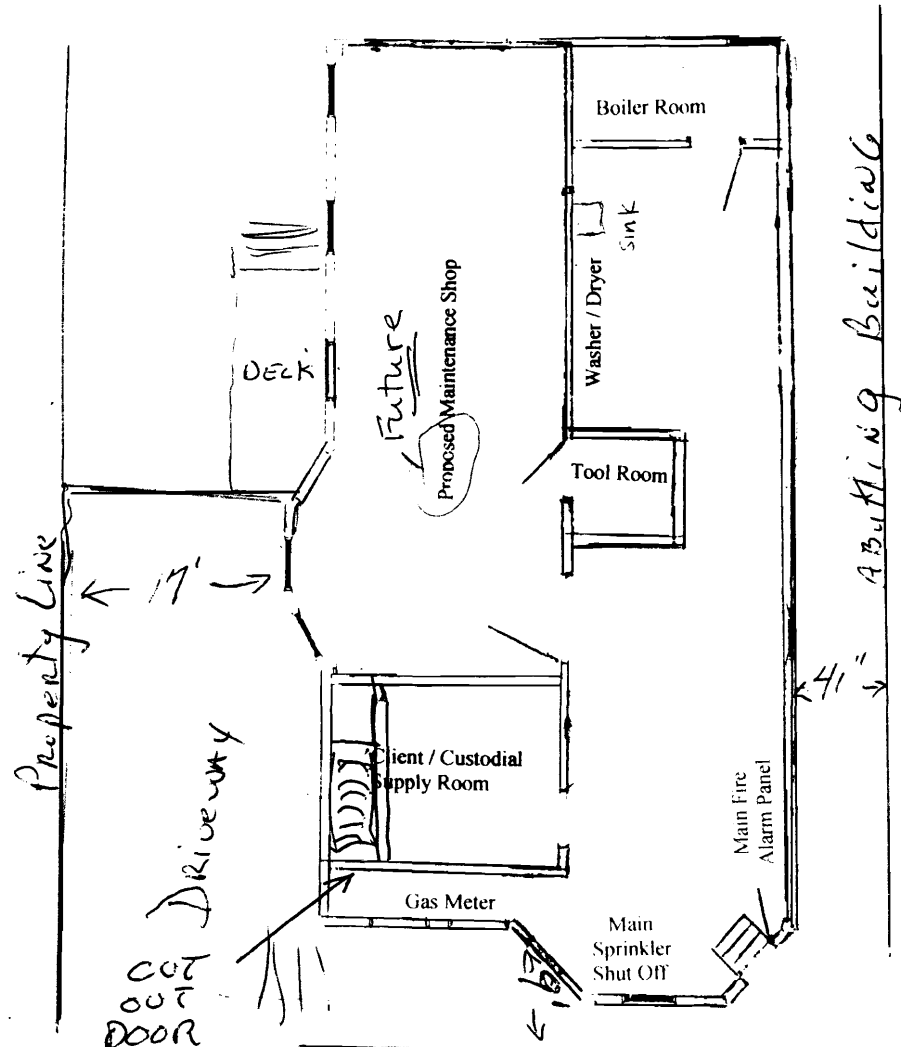 Boiler Room
Sink
Washer / Dryer
Future
Proposed Maintenance Shop
DECK
Tool Room
ABuTTiNG BuildiNG
Property LiNe
17'
41"
Client / Custodial
Supply Room
Main Fire
Alarm Panel
DRivewAy
Gas Meter
Main
Sprinkler
Shut Off
CUT
OUT
DOOR